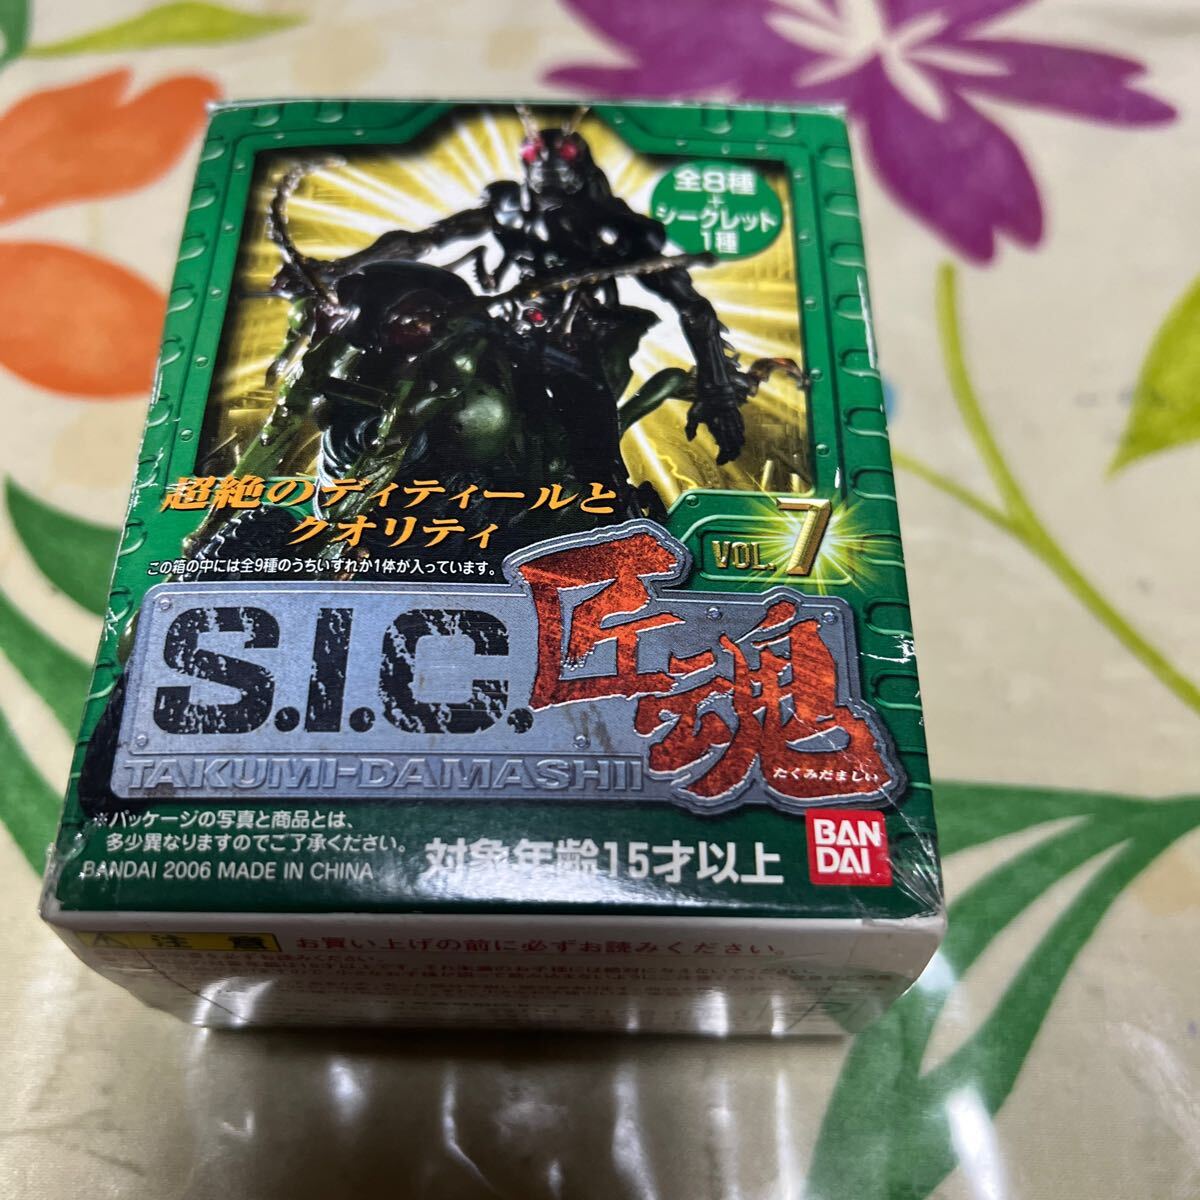 全8種
+
シークレット
1種
超絶のディティールと
クオリティ
VOL.7
この箱の中には全9種のうちいずれか1体が入っています。
S.I.C.匠魂
TAKUMI-DAMASHII
たくみだましい
※パッケージの写真と商品とは、
多少異なりますのでご了承ください。
BANDAI 2006 MADE IN CHINA
対象年齢15才以上
BAN
DAI
注意
お買い上げの前に必ずお読みください。